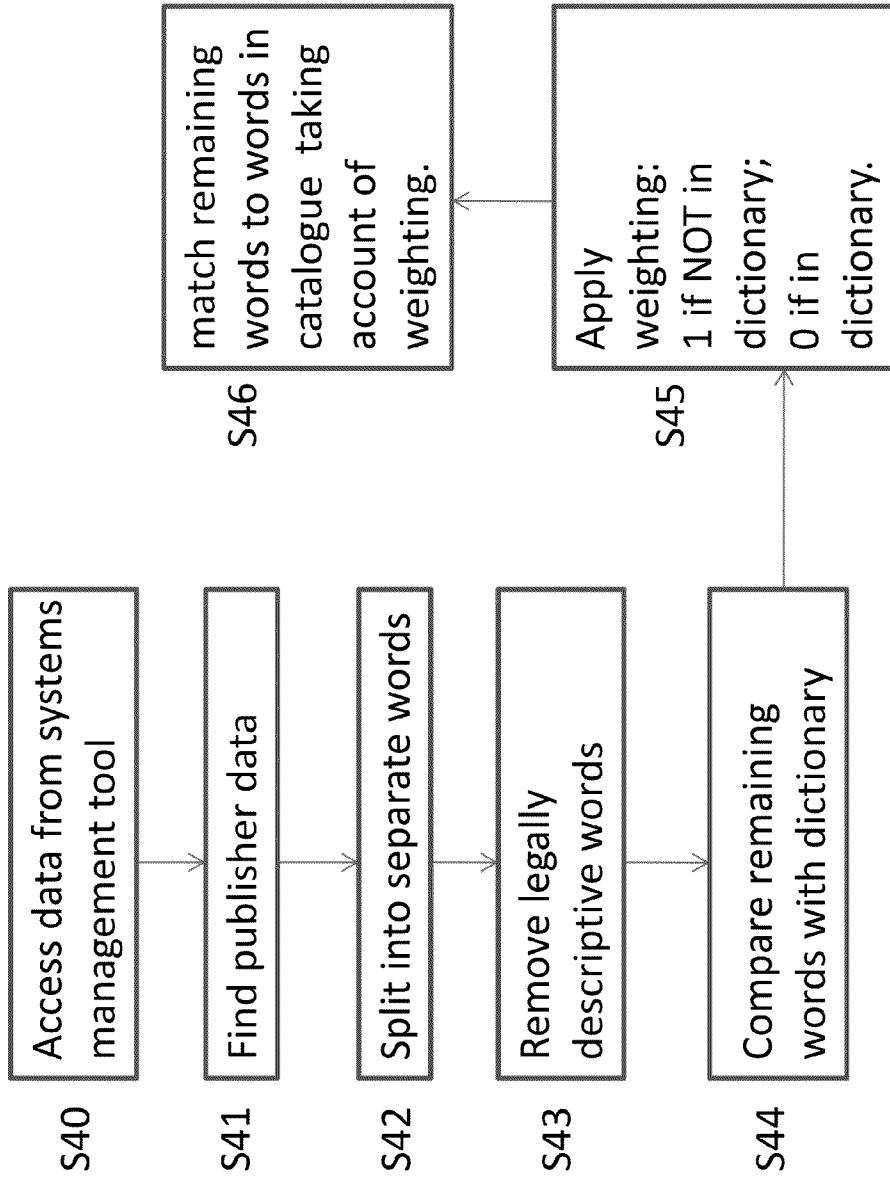 S40
Access data from systems
management tool
S41
Find publisher data
S42
Split into separate words
S43
Remove legally
descriptive words
S44
Compare remaining
words with dictionary
S45
Apply
weighting:
1 if NOT in
dictionary;
0 if in
dictionary.
S46
match remaining
words to words in
catalogue taking
account of
weighting.